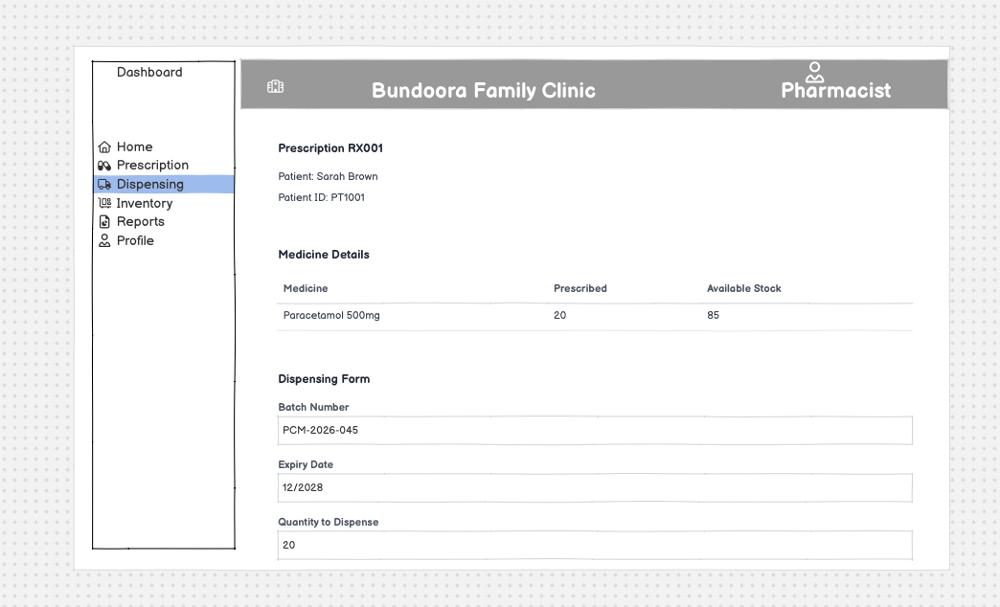 Dashboard
Home
Prescription
Dispensing
Inventory
Reports
Profile
Bundoora Family Clinic
Pharmacist
Prescription RX001
Patient: Sarah Brown
Patient ID: PT1001
Medicine Details
Medicine Prescribed Available Stock
Paracetamol 500mg 20 85
Dispensing Form
Batch Number
PCM-2026-045
Expiry Date
12/2028
Quantity to Dispense
20